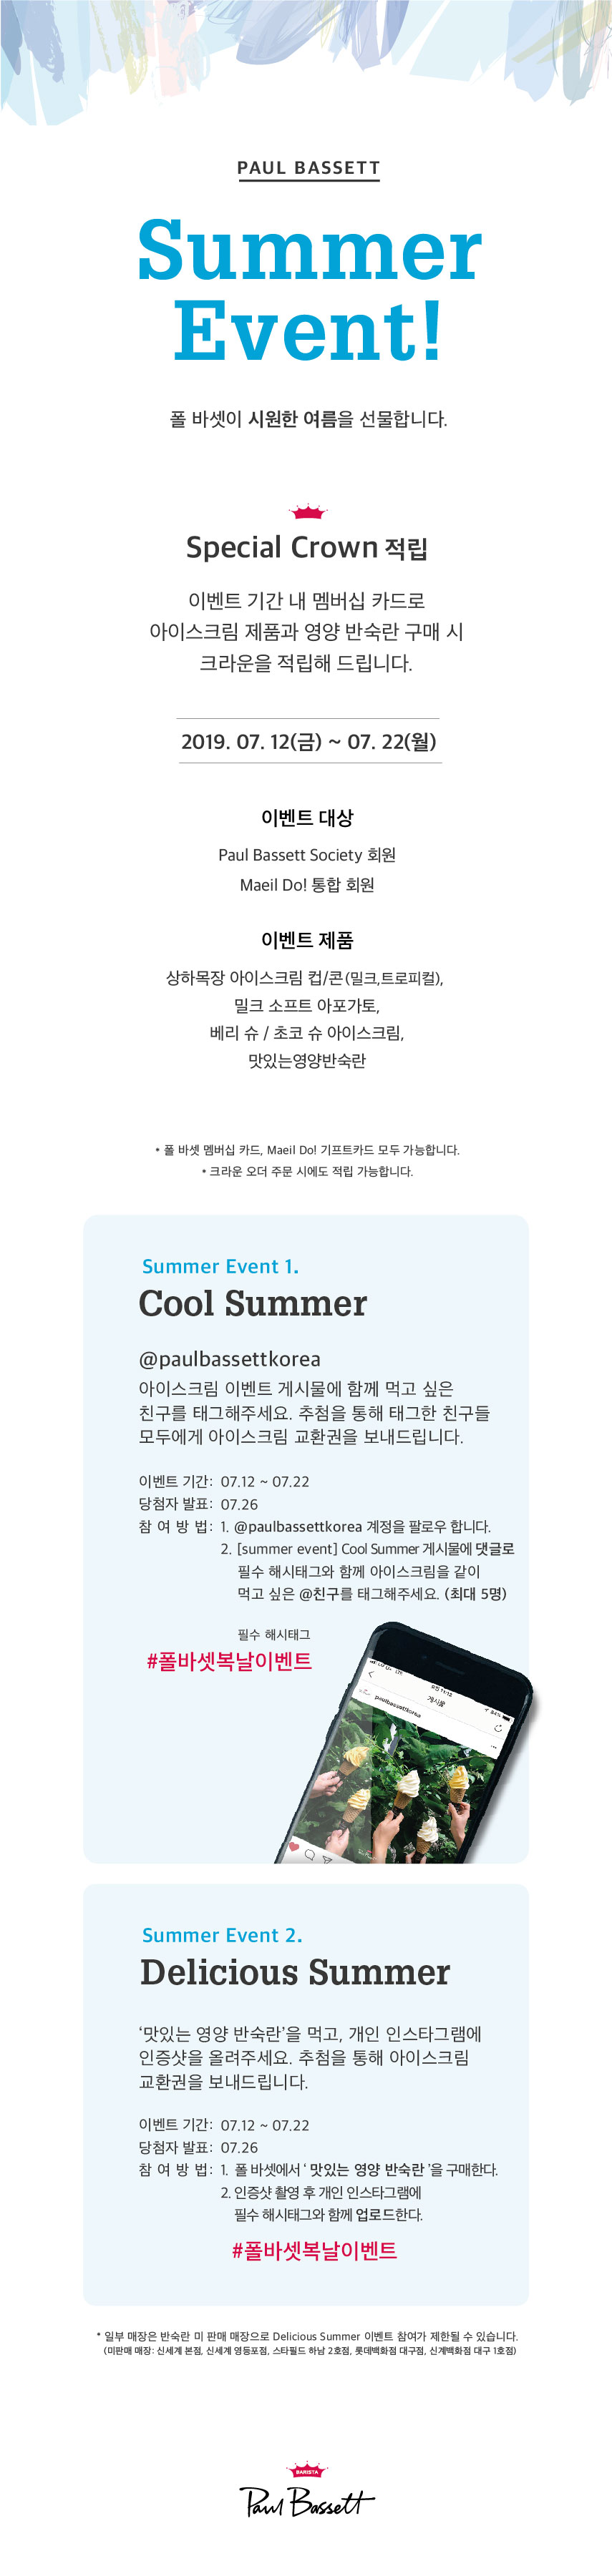 PAUL BASSETT
Summer
Event!
폴 바셋이 시원한 여름을 선물합니다.
Special Crown 적립
이벤트 기간 내 멤버십 카드로
아이스크림 제품과 영양 반숙란 구매 시
크라운을 적립해 드립니다.
2019. 07. 12(금) ~ 07. 22(월)
이벤트 대상
Paul Bassett Society 회원
Maeil Do! 통합 회원
이벤트 제품
상하목장 아이스크림 컵/콘(밀크,트로피컬),
밀크 소프트 아포가토,
베리 슈 / 초코 슈 아이스크림,
맛있는영양반숙란
* 폴 바셋 멤버십 카드, Maeil Do! 기프트카드 모두 가능합니다.
* 크라운 오더 주문 시에도 적립 가능합니다.
Summer Event 1.
Cool Summer
@paulbassettkorea
아이스크림 이벤트 게시물에 함께 먹고 싶은
친구를 태그해주세요. 추첨을 통해 태그한 친구들
모두에게 아이스크림 교환권을 보내드립니다.
이벤트 기간: 07.12 ~ 07.22
당첨자 발표: 07.26
참 여 방 법: 1. @paulbassettkorea 계정을 팔로우 합니다.
2. [summer event] Cool Summer 게시물에 댓글로
필수 해시태그와 함께 아이스크림을 같이
먹고 싶은 @친구를 태그해주세요. (최대 5명)
필수 해시태그
#폴바셋복날이벤트
게시물
84%
paulbassettkorea
Summer Event 2.
Delicious Summer
‘맛있는 영양 반숙란’을 먹고, 개인 인스타그램에
인증샷을 올려주세요. 추첨을 통해 아이스크림
교환권을 보내드립니다.
이벤트 기간: 07.12 ~ 07.22
당첨자 발표: 07.26
참 여 방 법: 1. 폴 바셋에서 ‘ 맛있는 영양 반숙란 ’을 구매한다.
2. 인증샷 촬영 후 개인 인스타그램에
필수 해시태그와 함께 업로드한다.
#폴바셋복날이벤트
* 일부 매장은 반숙란 미 판매 매장으로 Delicious Summer 이벤트 참여가 제한될 수 있습니다.
(미판매 매장: 신세계 본점, 신세계 영등포점, 스타필드 하남 2호점, 롯데백화점 대구점, 신계백화점 대구 1호점)
BARISTA
Paul Bassett